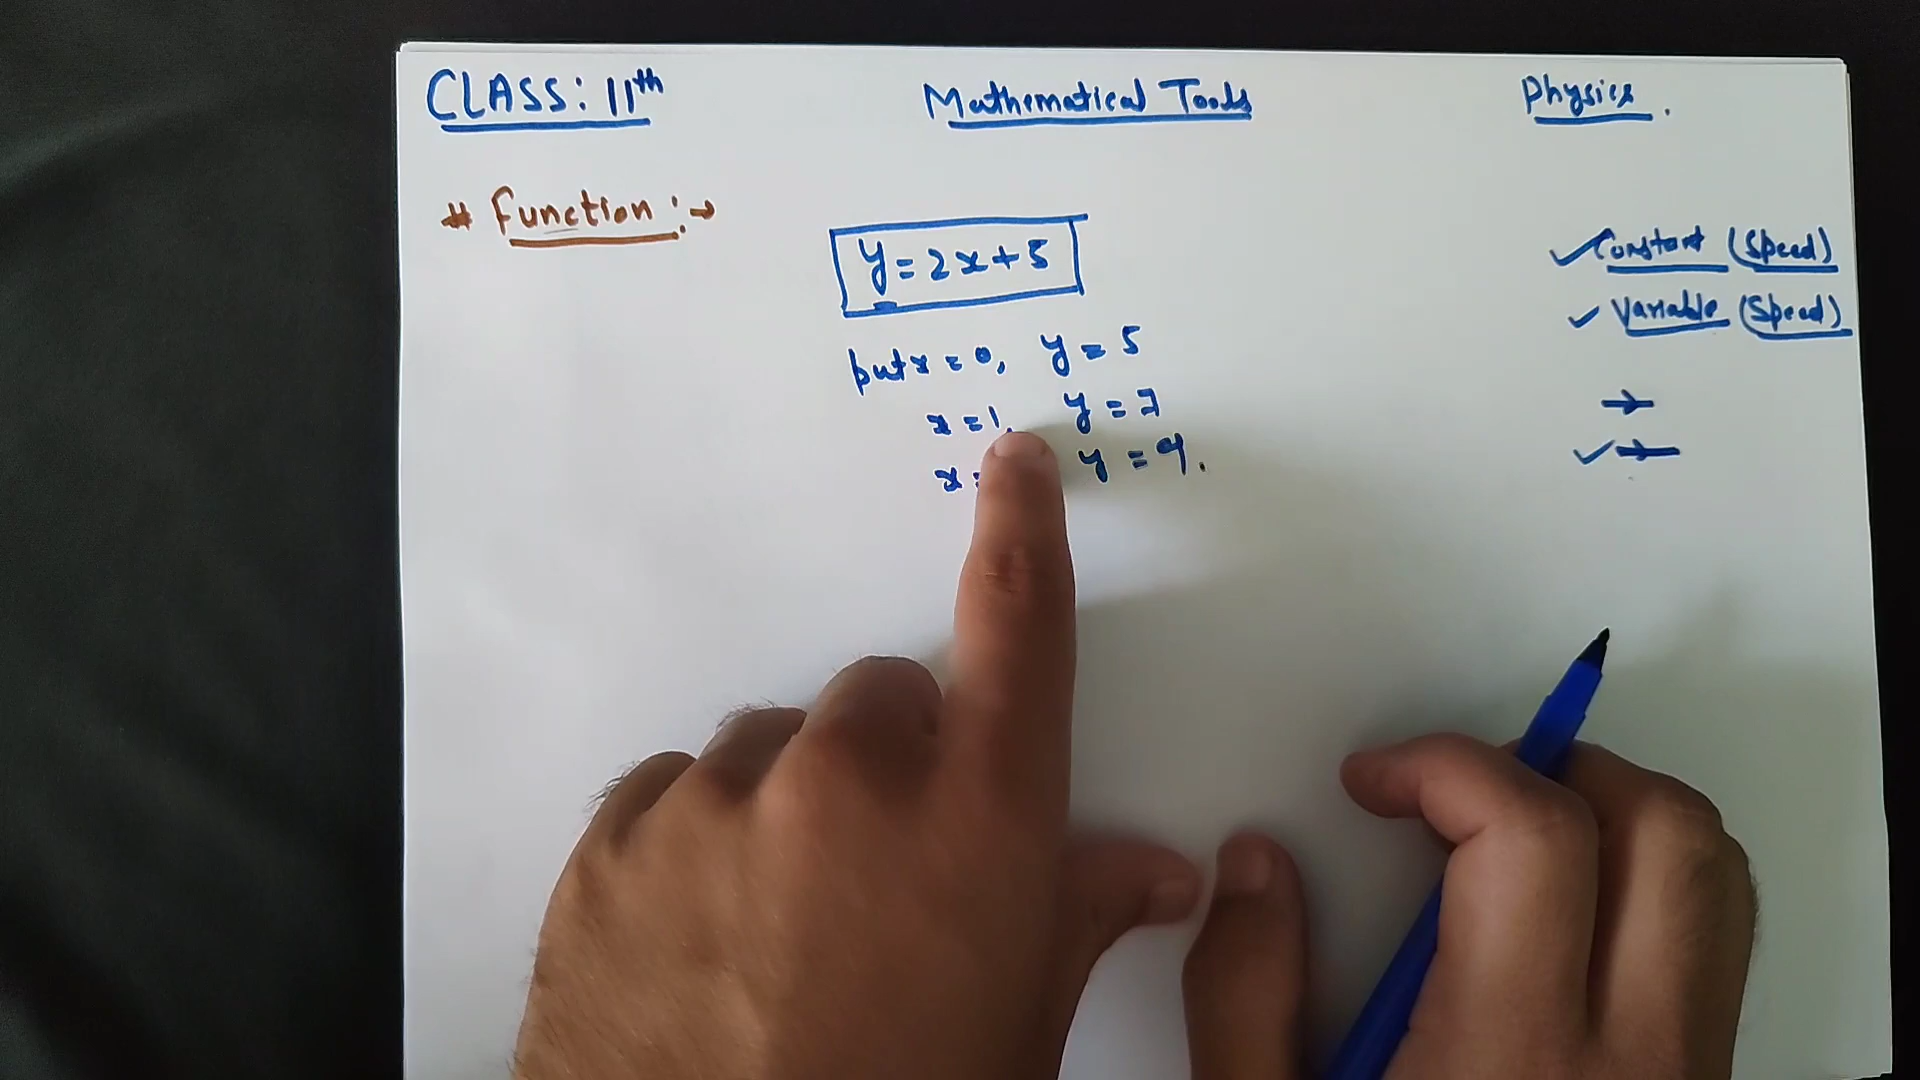 CLASS: 11th
Mathematical Tools
Physics.
# Function :→
y = 2x + 5
put x = 0, y = 5
x = 1, y = 7
x = y = 9.
✓ Constant (Speed)
✓ Variable (Speed)
→
✓→